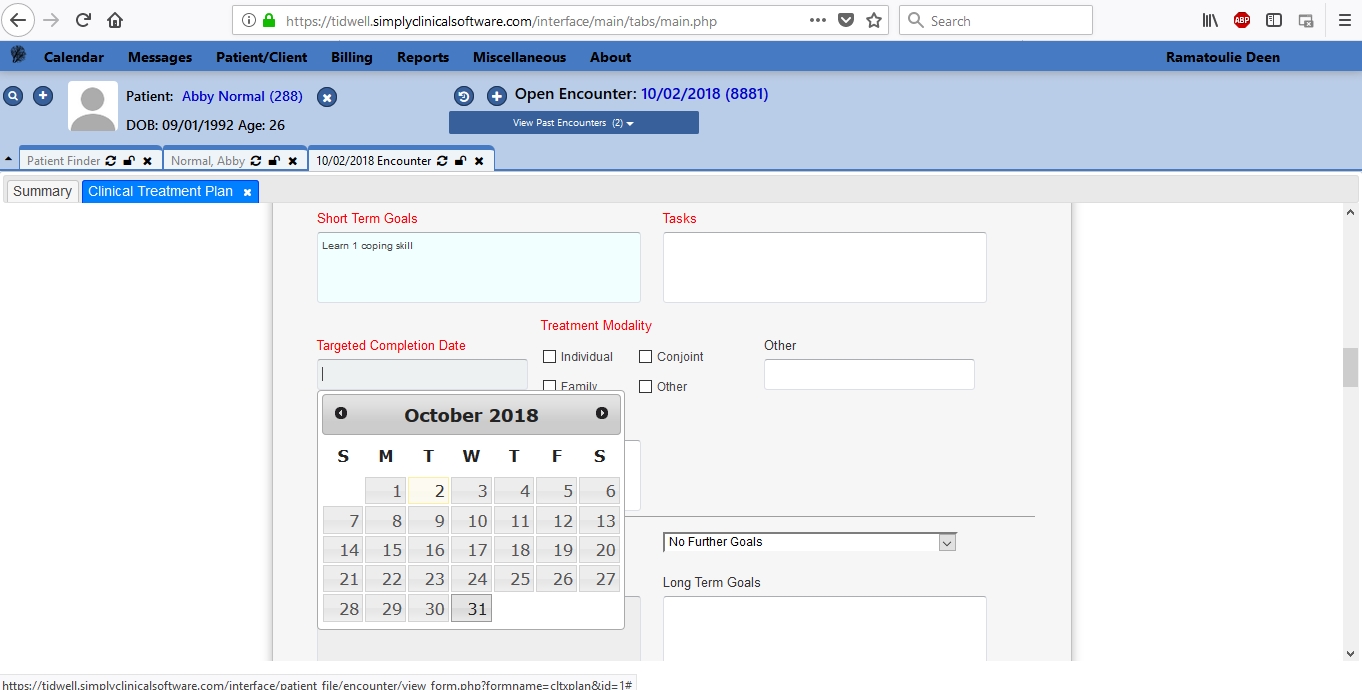 https://tidwell.simplyclinicalsoftware.com/interface/main/tabs/main.php
Search
ABP
Calendar Messages Patient/Client Billing Reports Miscellaneous About Ramatoulie Deen
Patient: Abby Normal (288)
Open Encounter: 10/02/2018 (8881)
DOB: 09/01/1992 Age: 26
View Past Encounters (2)
Patient Finder Normal, Abby 10/02/2018 Encounter
Summary Clinical Treatment Plan
Short Term Goals Tasks
Learn 1 coping skill
Treatment Modality
Targeted Completion Date Other
Individual Conjoint
Family Other
October 2018
S M T W T F S
1 2 3 4 5 6
7 8 9 10 11 12 13
14 15 16 17 18 19 20
21 22 23 24 25 26 27
28 29 30 31
No Further Goals
Long Term Goals
https://tidwell.simplyclinicalsoftware.com/interface/patient_file/encounter/view_form.php?formname=cltxplan&id=1#